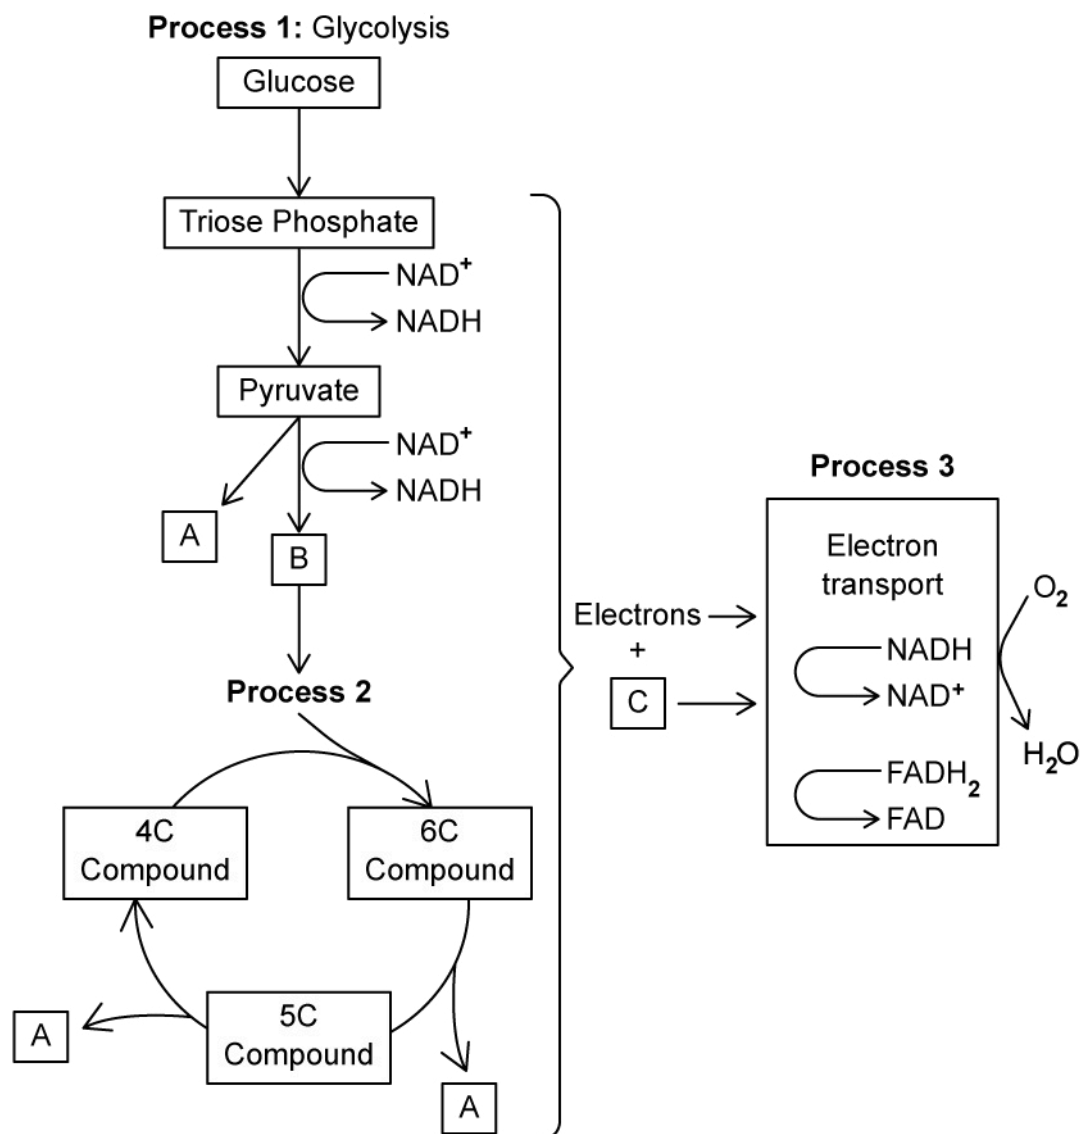 Process 1: Glycolysis
Glucose
Triose Phosphate
NAD⁺
NADH
Pyruvate
NAD⁺
NADH
A
B
Process 2
4C
Compound
6C
Compound
5C
Compound
A
A
Electrons
+
C
Process 3
Electron
transport
NADH
NAD⁺
FADH₂
FAD
O₂
H₂O